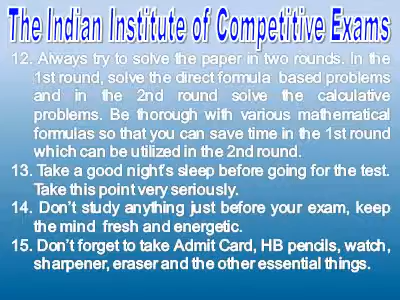 The Indian Institute of Competitive Exams
12. Always try to solve the paper in two rounds. In the
1st round, solve the direct formula based problems
and in the 2nd round solve the calculative
problems. Be thorough with various mathematical
formulas so that you can save time in the 1st round
which can be utilized in the 2nd round.
13. Take a good night's sleep before going for the test.
Take this point very seriously.
14. Don't study anything just before your exam, keep
the mind fresh and energetic.
15. Don't forget to take Admit Card, HB pencils, watch,
sharpener, eraser and the other essential things.